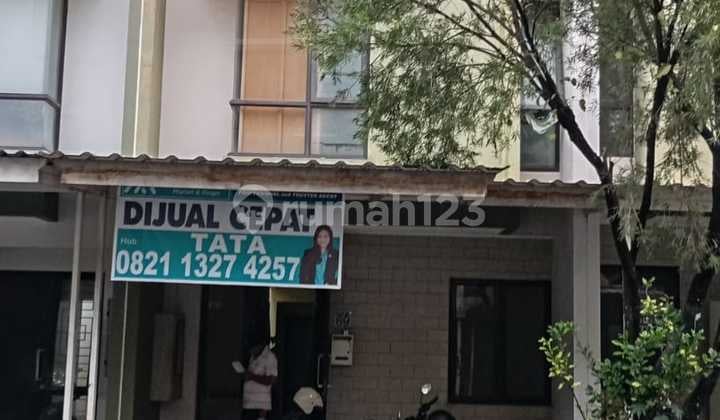 DIJUAL CEPAT
Hub
TATA
0821 1327 4257
rumah123